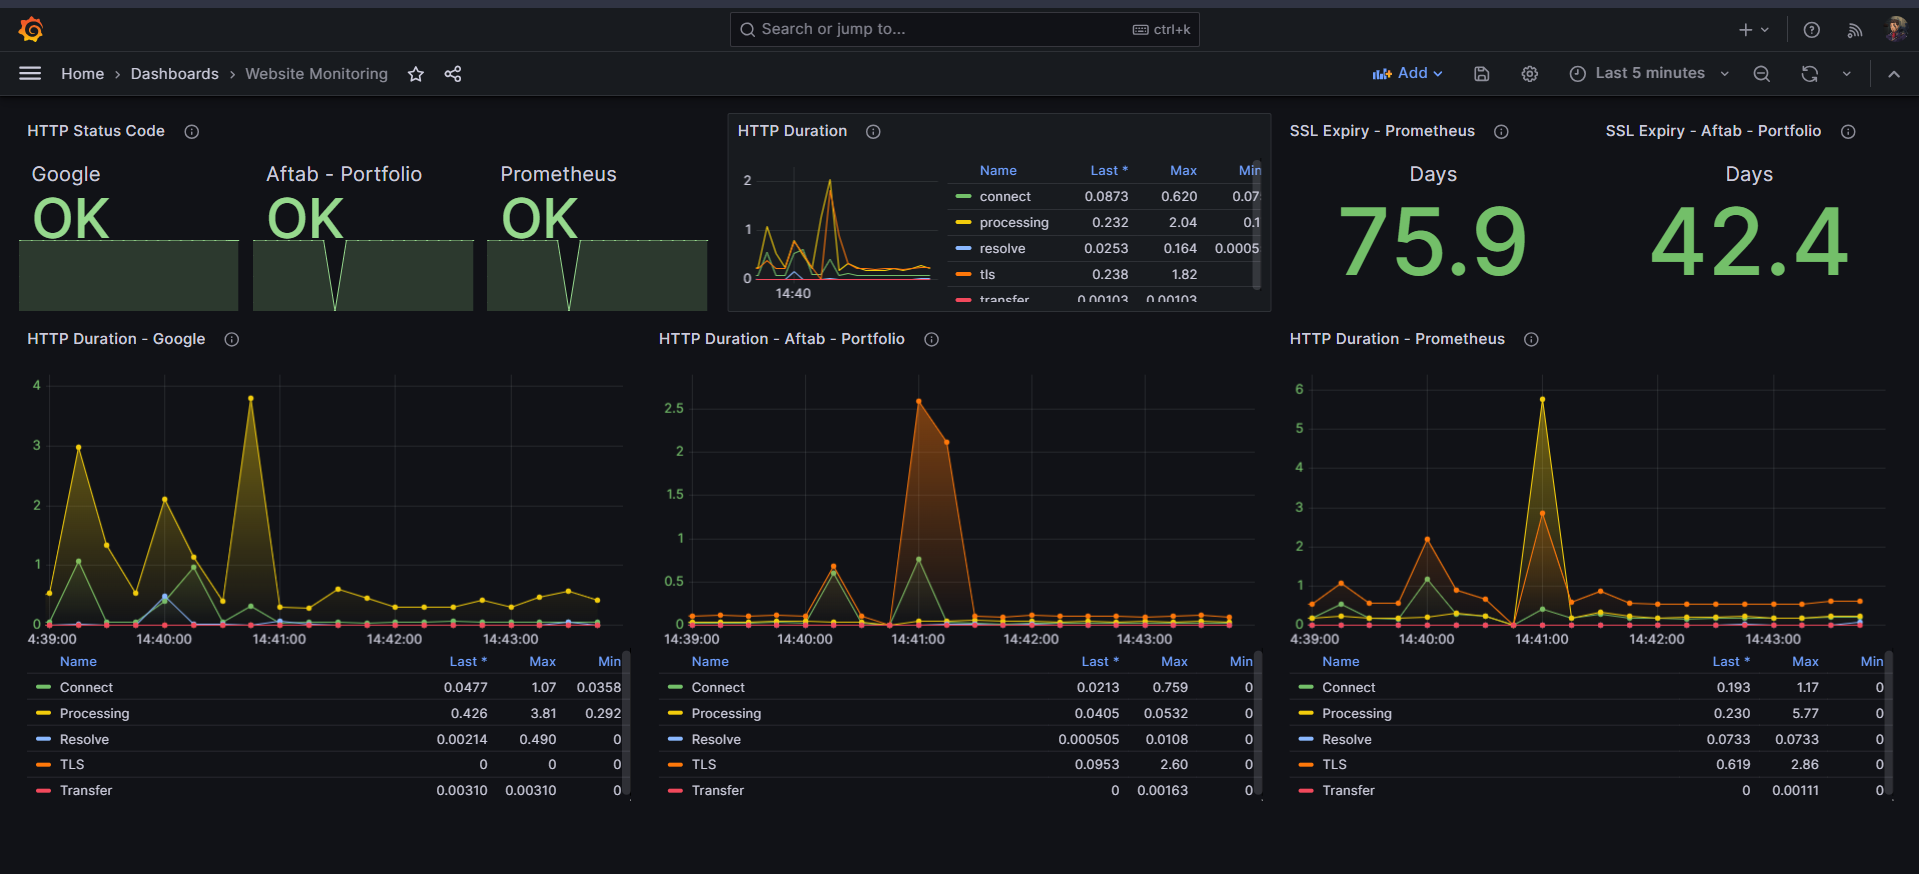 Search or jump to...
ctrl+k
Home › Dashboards › Website Monitoring
Add
Last 5 minutes
HTTP Status Code
Google
OK
Aftab - Portfolio
OK
Prometheus
OK
HTTP Duration
2
1
0
14:40
Name Last * Max Min
connect 0.0873 0.620
processing 0.232 2.04
resolve 0.0253 0.164
tls 0.238 1.82
transfer 0.00103 0.00103
SSL Expiry - Prometheus
Days
75.9
SSL Expiry - Aftab - Portfolio
Days
42.4
HTTP Duration - Google
4
3
2
1
0
4:39:00 14:40:00 14:41:00 14:42:00 14:43:00
Name Last * Max Min
Connect 0.0477 1.07 0.0358
Processing 0.426 3.81 0.292
Resolve 0.00214 0.490 0
TLS 0 0 0
Transfer 0.00310 0.00310 0
HTTP Duration - Aftab - Portfolio
2.5
2
1.5
1
0.5
0
14:39:00 14:40:00 14:41:00 14:42:00 14:43:00
Name Last * Max Min
Connect 0.0213 0.759 0
Processing 0.0405 0.0532 0
Resolve 0.000505 0.0108 0
TLS 0.0953 2.60 0
Transfer 0 0.00163 0
HTTP Duration - Prometheus
6
5
4
3
2
1
0
4:39:00 14:40:00 14:41:00 14:42:00 14:43:00
Name Last * Max Min
Connect 0.193 1.17 0
Processing 0.230 5.77 0
Resolve 0.0733 0.0733 0
TLS 0.619 2.86 0
Transfer 0 0.00111 0